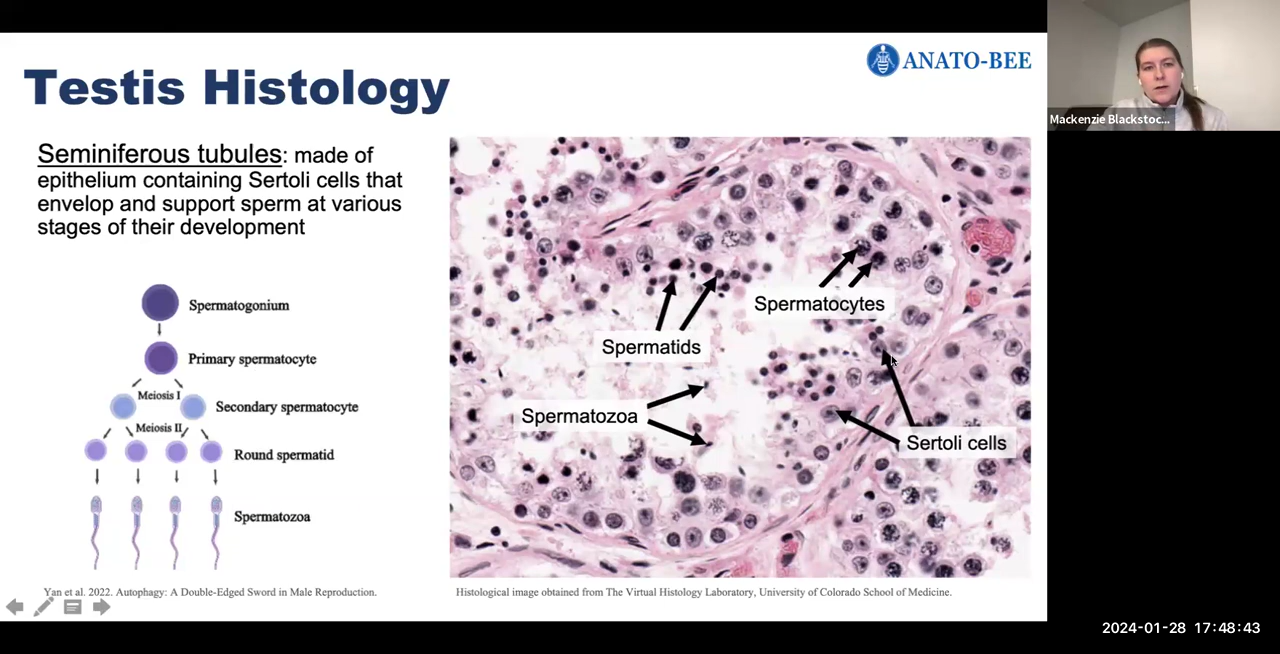 ANATO-BEE
Testis Histology
Seminiferous tubules: made of
epithelium containing Sertoli cells that
envelop and support sperm at various
stages of their development
Spermatogonium
Primary spermatocyte
Meiosis I
Secondary spermatocyte
Meiosis II
Round spermatid
Spermatozoa
Spermatocytes
Spermatids
Spermatozoa
Sertoli cells
Yan et al. 2022. Autophagy: A Double-Edged Sword in Male Reproduction.
Histological image obtained from The Virtual Histology Laboratory, University of Colorado School of Medicine.
Mackenzie Blackstoc...
2024-01-28 17:48:43